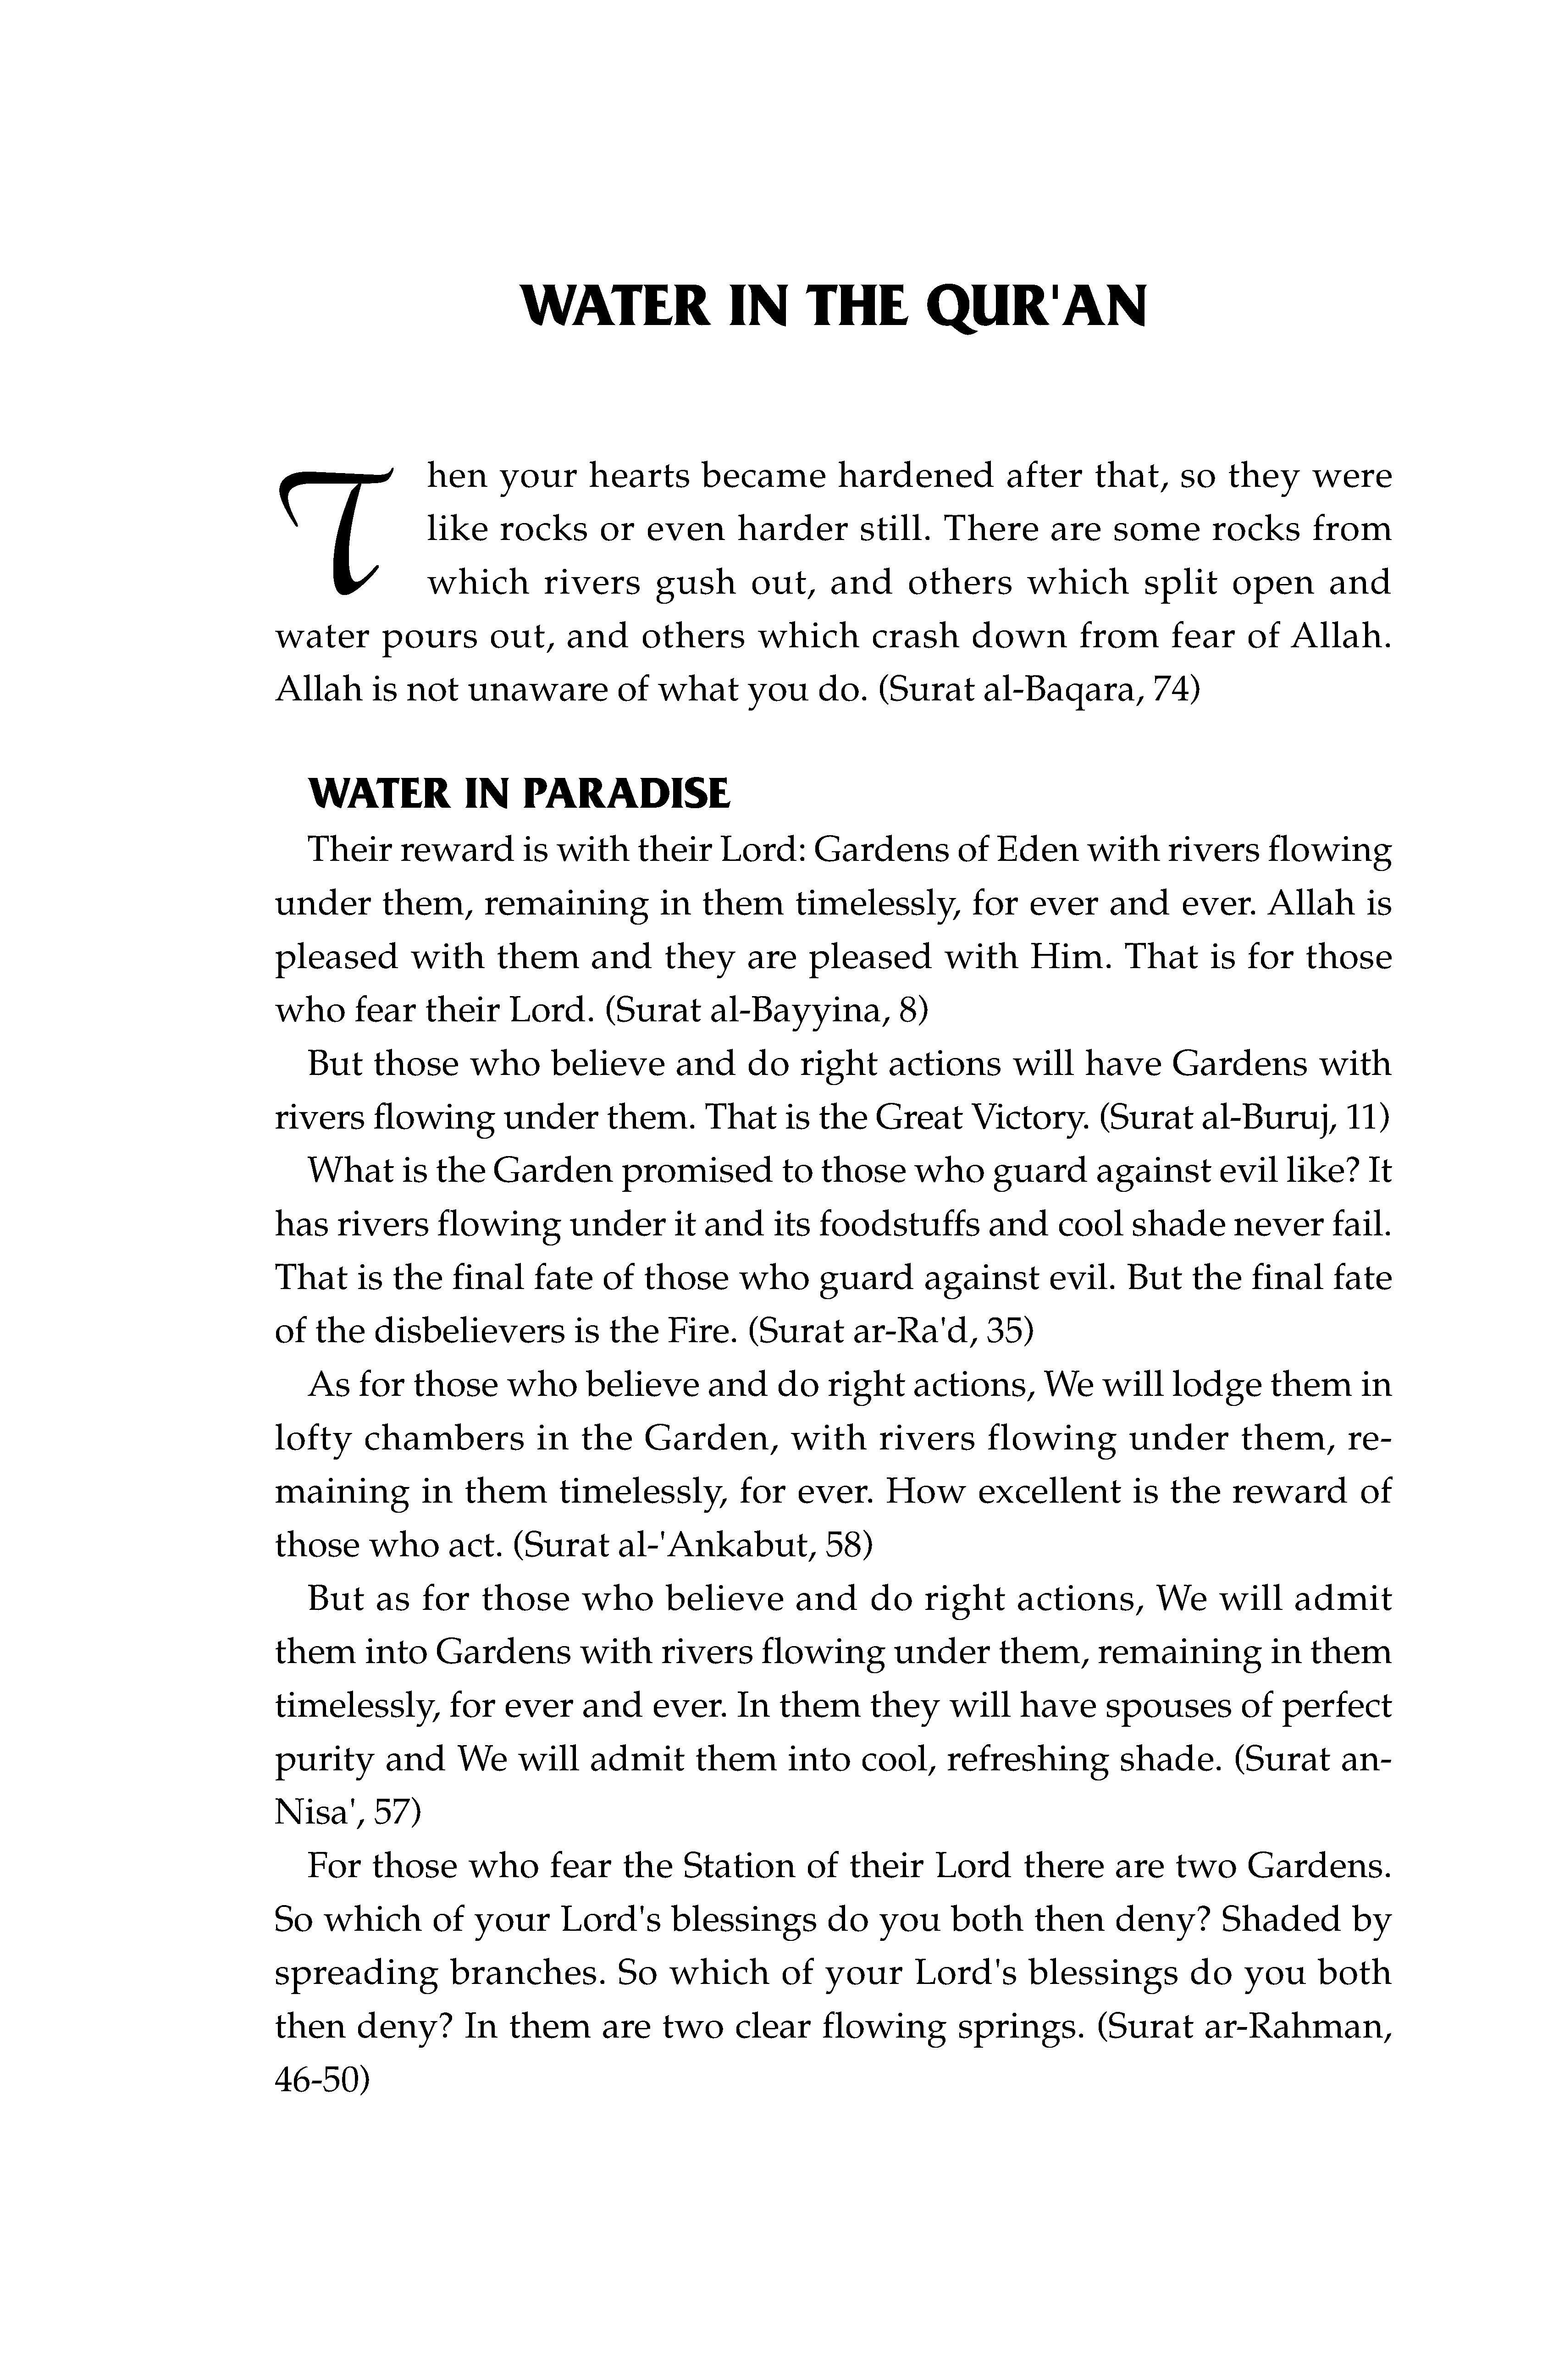 WATER IN THE QUR'AN
Then your hearts became hardened after that, so they were
like rocks or even harder still. There are some rocks from
which rivers gush out, and others which split open and
water pours out, and others which crash down from fear of Allah.
Allah is not unaware of what you do. (Surat al-Baqara, 74)
WATER IN PARADISE
Their reward is with their Lord: Gardens of Eden with rivers flowing
under them, remaining in them timelessly, for ever and ever. Allah is
pleased with them and they are pleased with Him. That is for those
who fear their Lord. (Surat al-Bayyina, 8)
But those who believe and do right actions will have Gardens with
rivers flowing under them. That is the Great Victory. (Surat al-Buruj, 11)
What is the Garden promised to those who guard against evil like? It
has rivers flowing under it and its foodstuffs and cool shade never fail.
That is the final fate of those who guard against evil. But the final fate
of the disbelievers is the Fire. (Surat ar-Ra'd, 35)
As for those who believe and do right actions, We will lodge them in
lofty chambers in the Garden, with rivers flowing under them, re-
maining in them timelessly, for ever. How excellent is the reward of
those who act. (Surat al-'Ankabut, 58)
But as for those who believe and do right actions, We will admit
them into Gardens with rivers flowing under them, remaining in them
timelessly, for ever and ever. In them they will have spouses of perfect
purity and We will admit them into cool, refreshing shade. (Surat an-
Nisa', 57)
For those who fear the Station of their Lord there are two Gardens.
So which of your Lord's blessings do you both then deny? Shaded by
spreading branches. So which of your Lord's blessings do you both
then deny? In them are two clear flowing springs. (Surat ar-Rahman,
46-50)